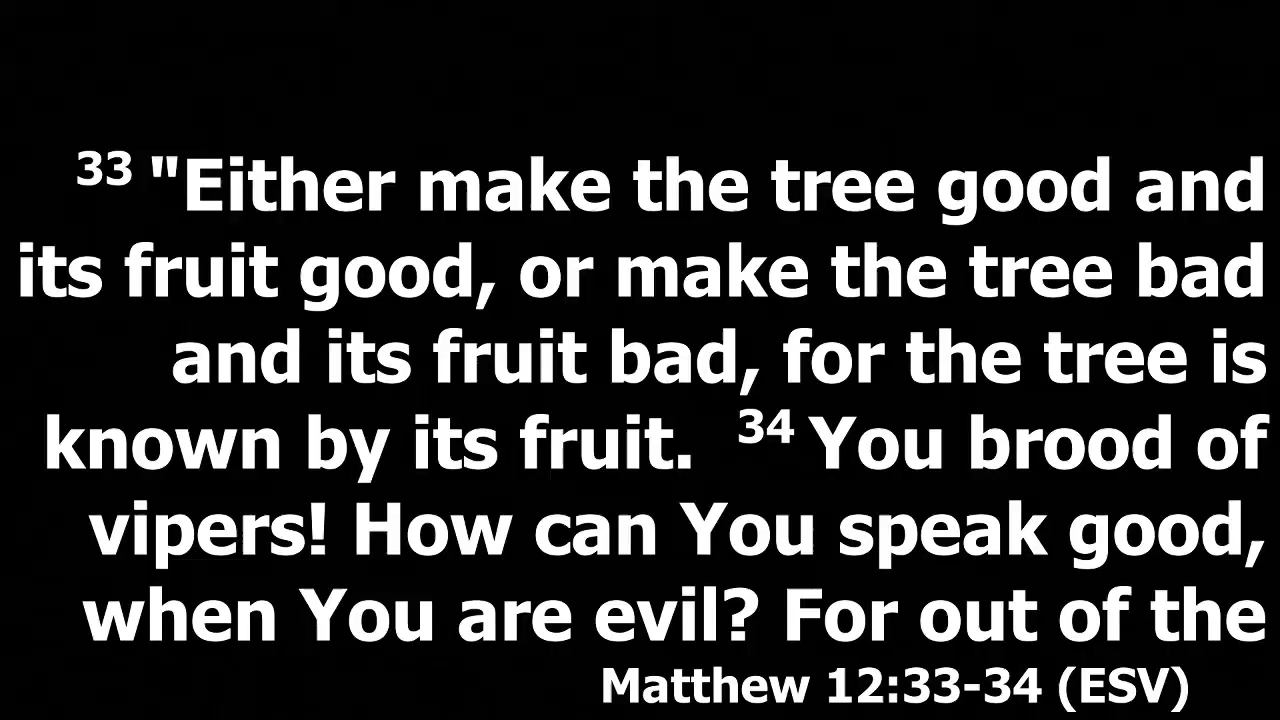 33 "Either make the tree good and
its fruit good, or make the tree bad
and its fruit bad, for the tree is
known by its fruit. 34 You brood of
vipers! How can You speak good,
when You are evil? For out of the
Matthew 12:33-34 (ESV)